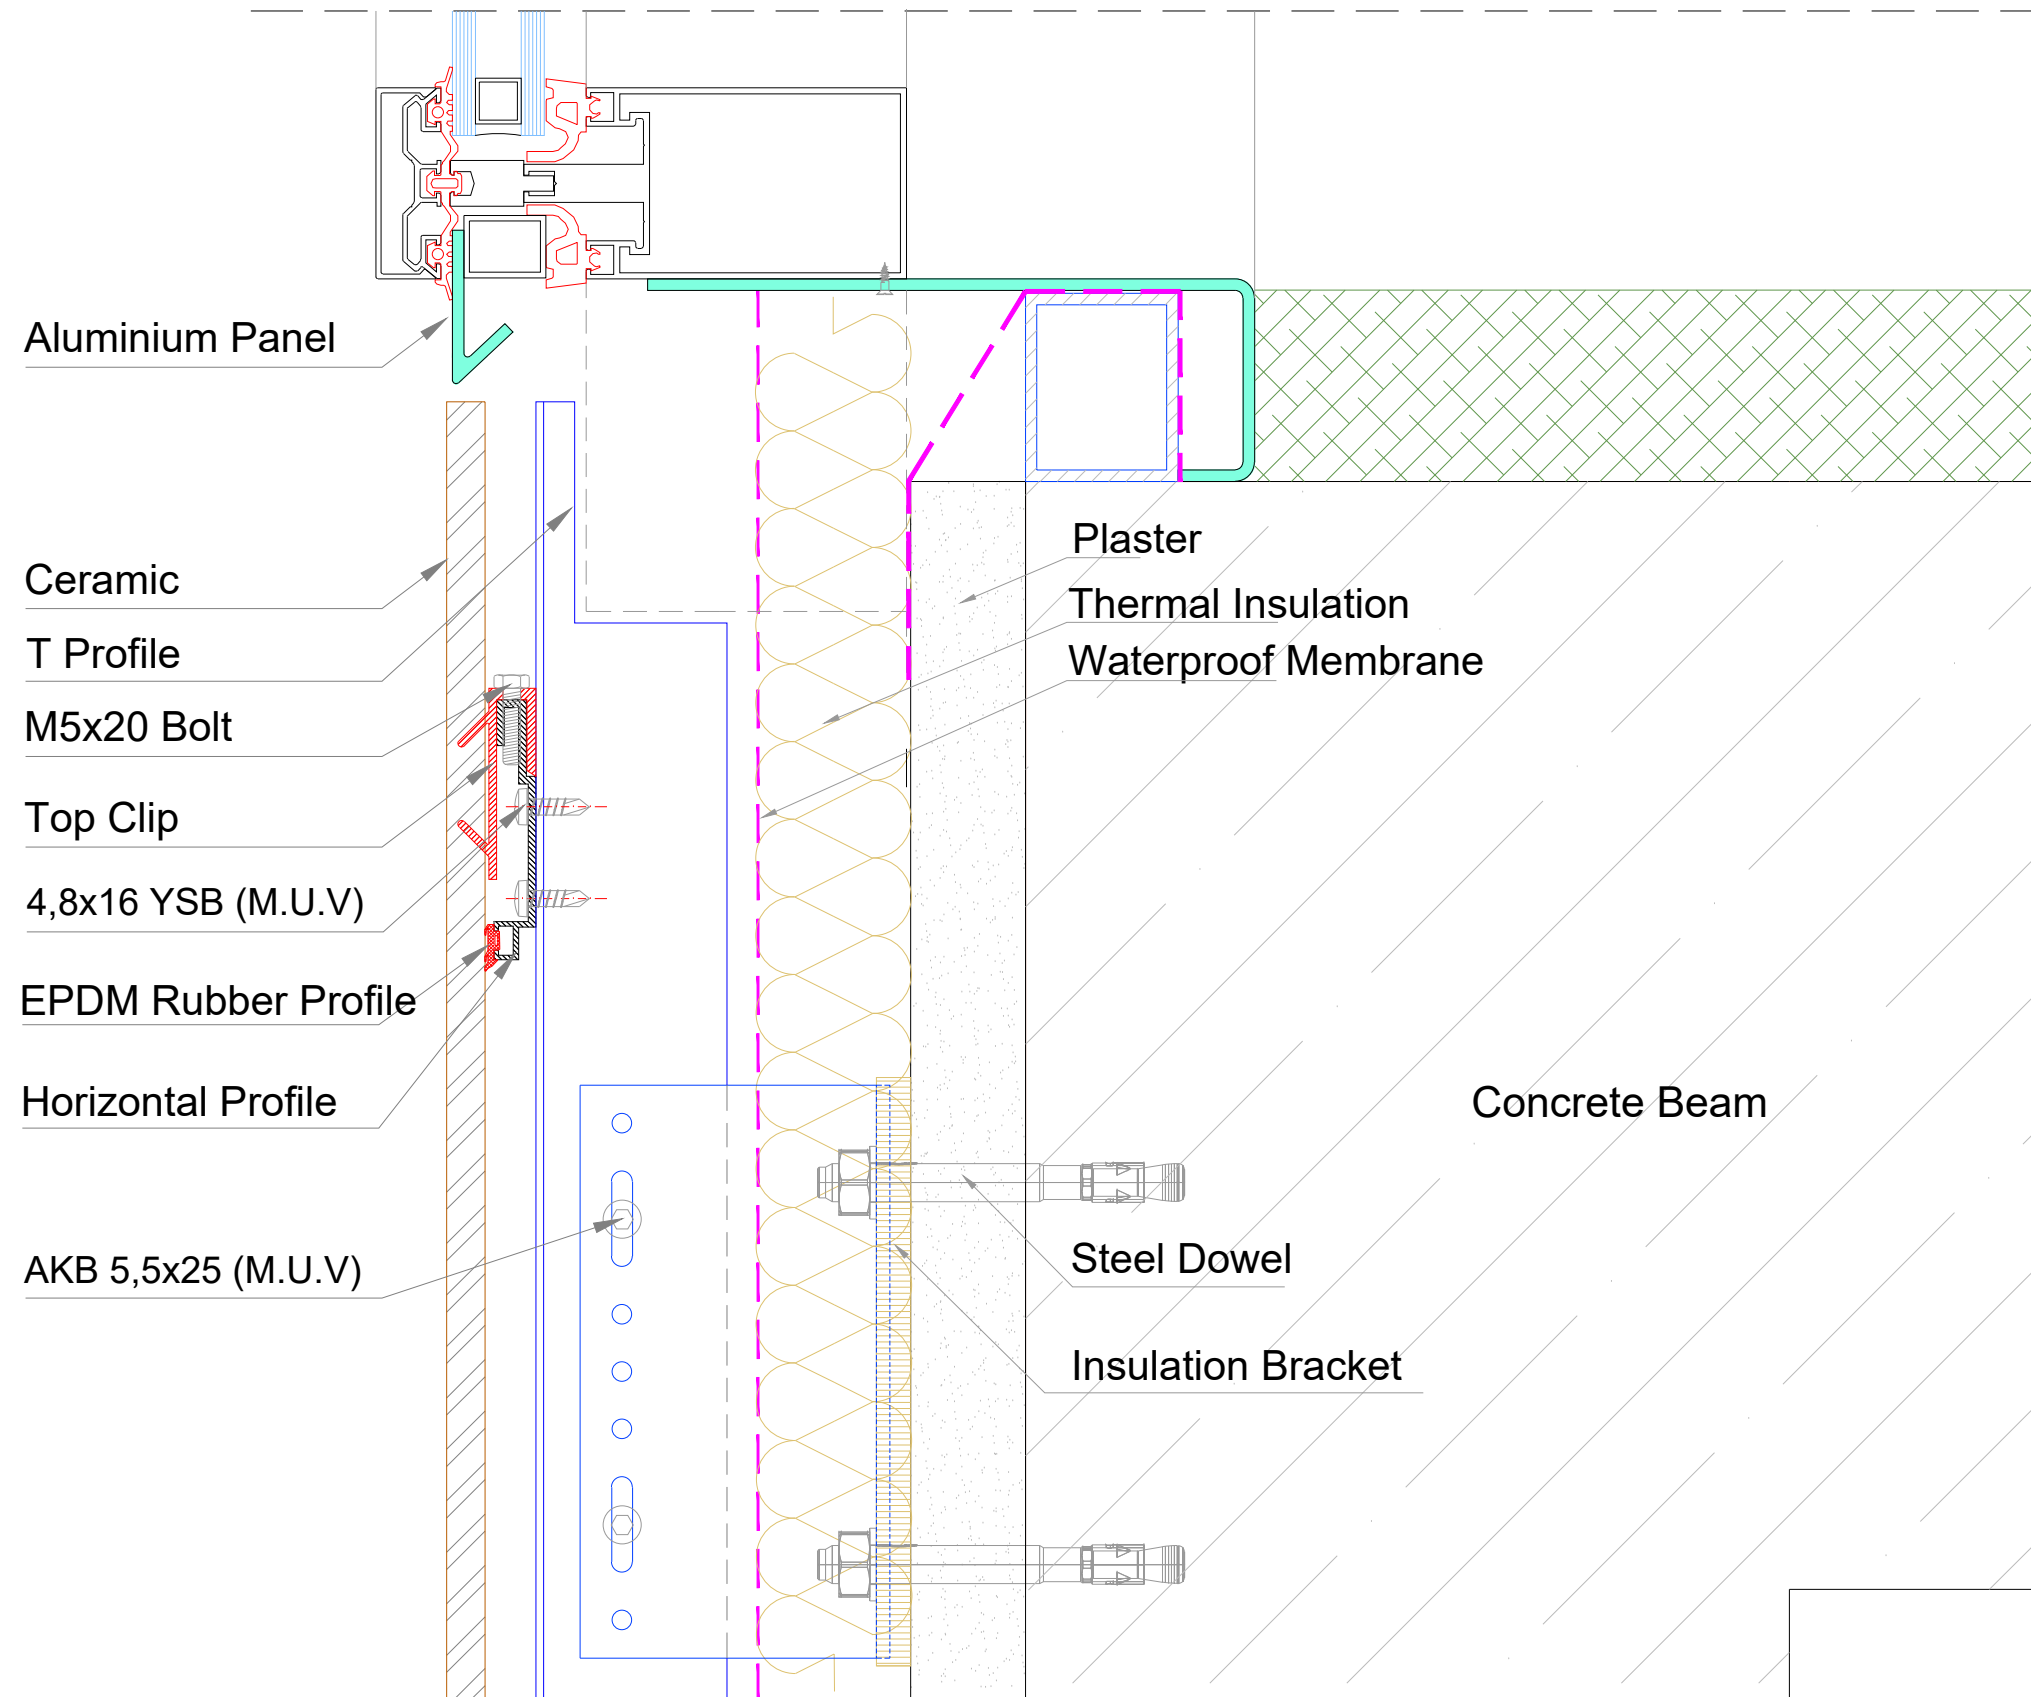 Aluminium Panel
Ceramic
T Profile
M5x20 Bolt
Top Clip
4,8x16 YSB (M.U.V)
EPDM Rubber Profile
Horizontal Profile
AKB 5,5x25 (M.U.V)
Plaster
Thermal Insulation
Waterproof Membrane
Concrete Beam
Steel Dowel
Insulation Bracket